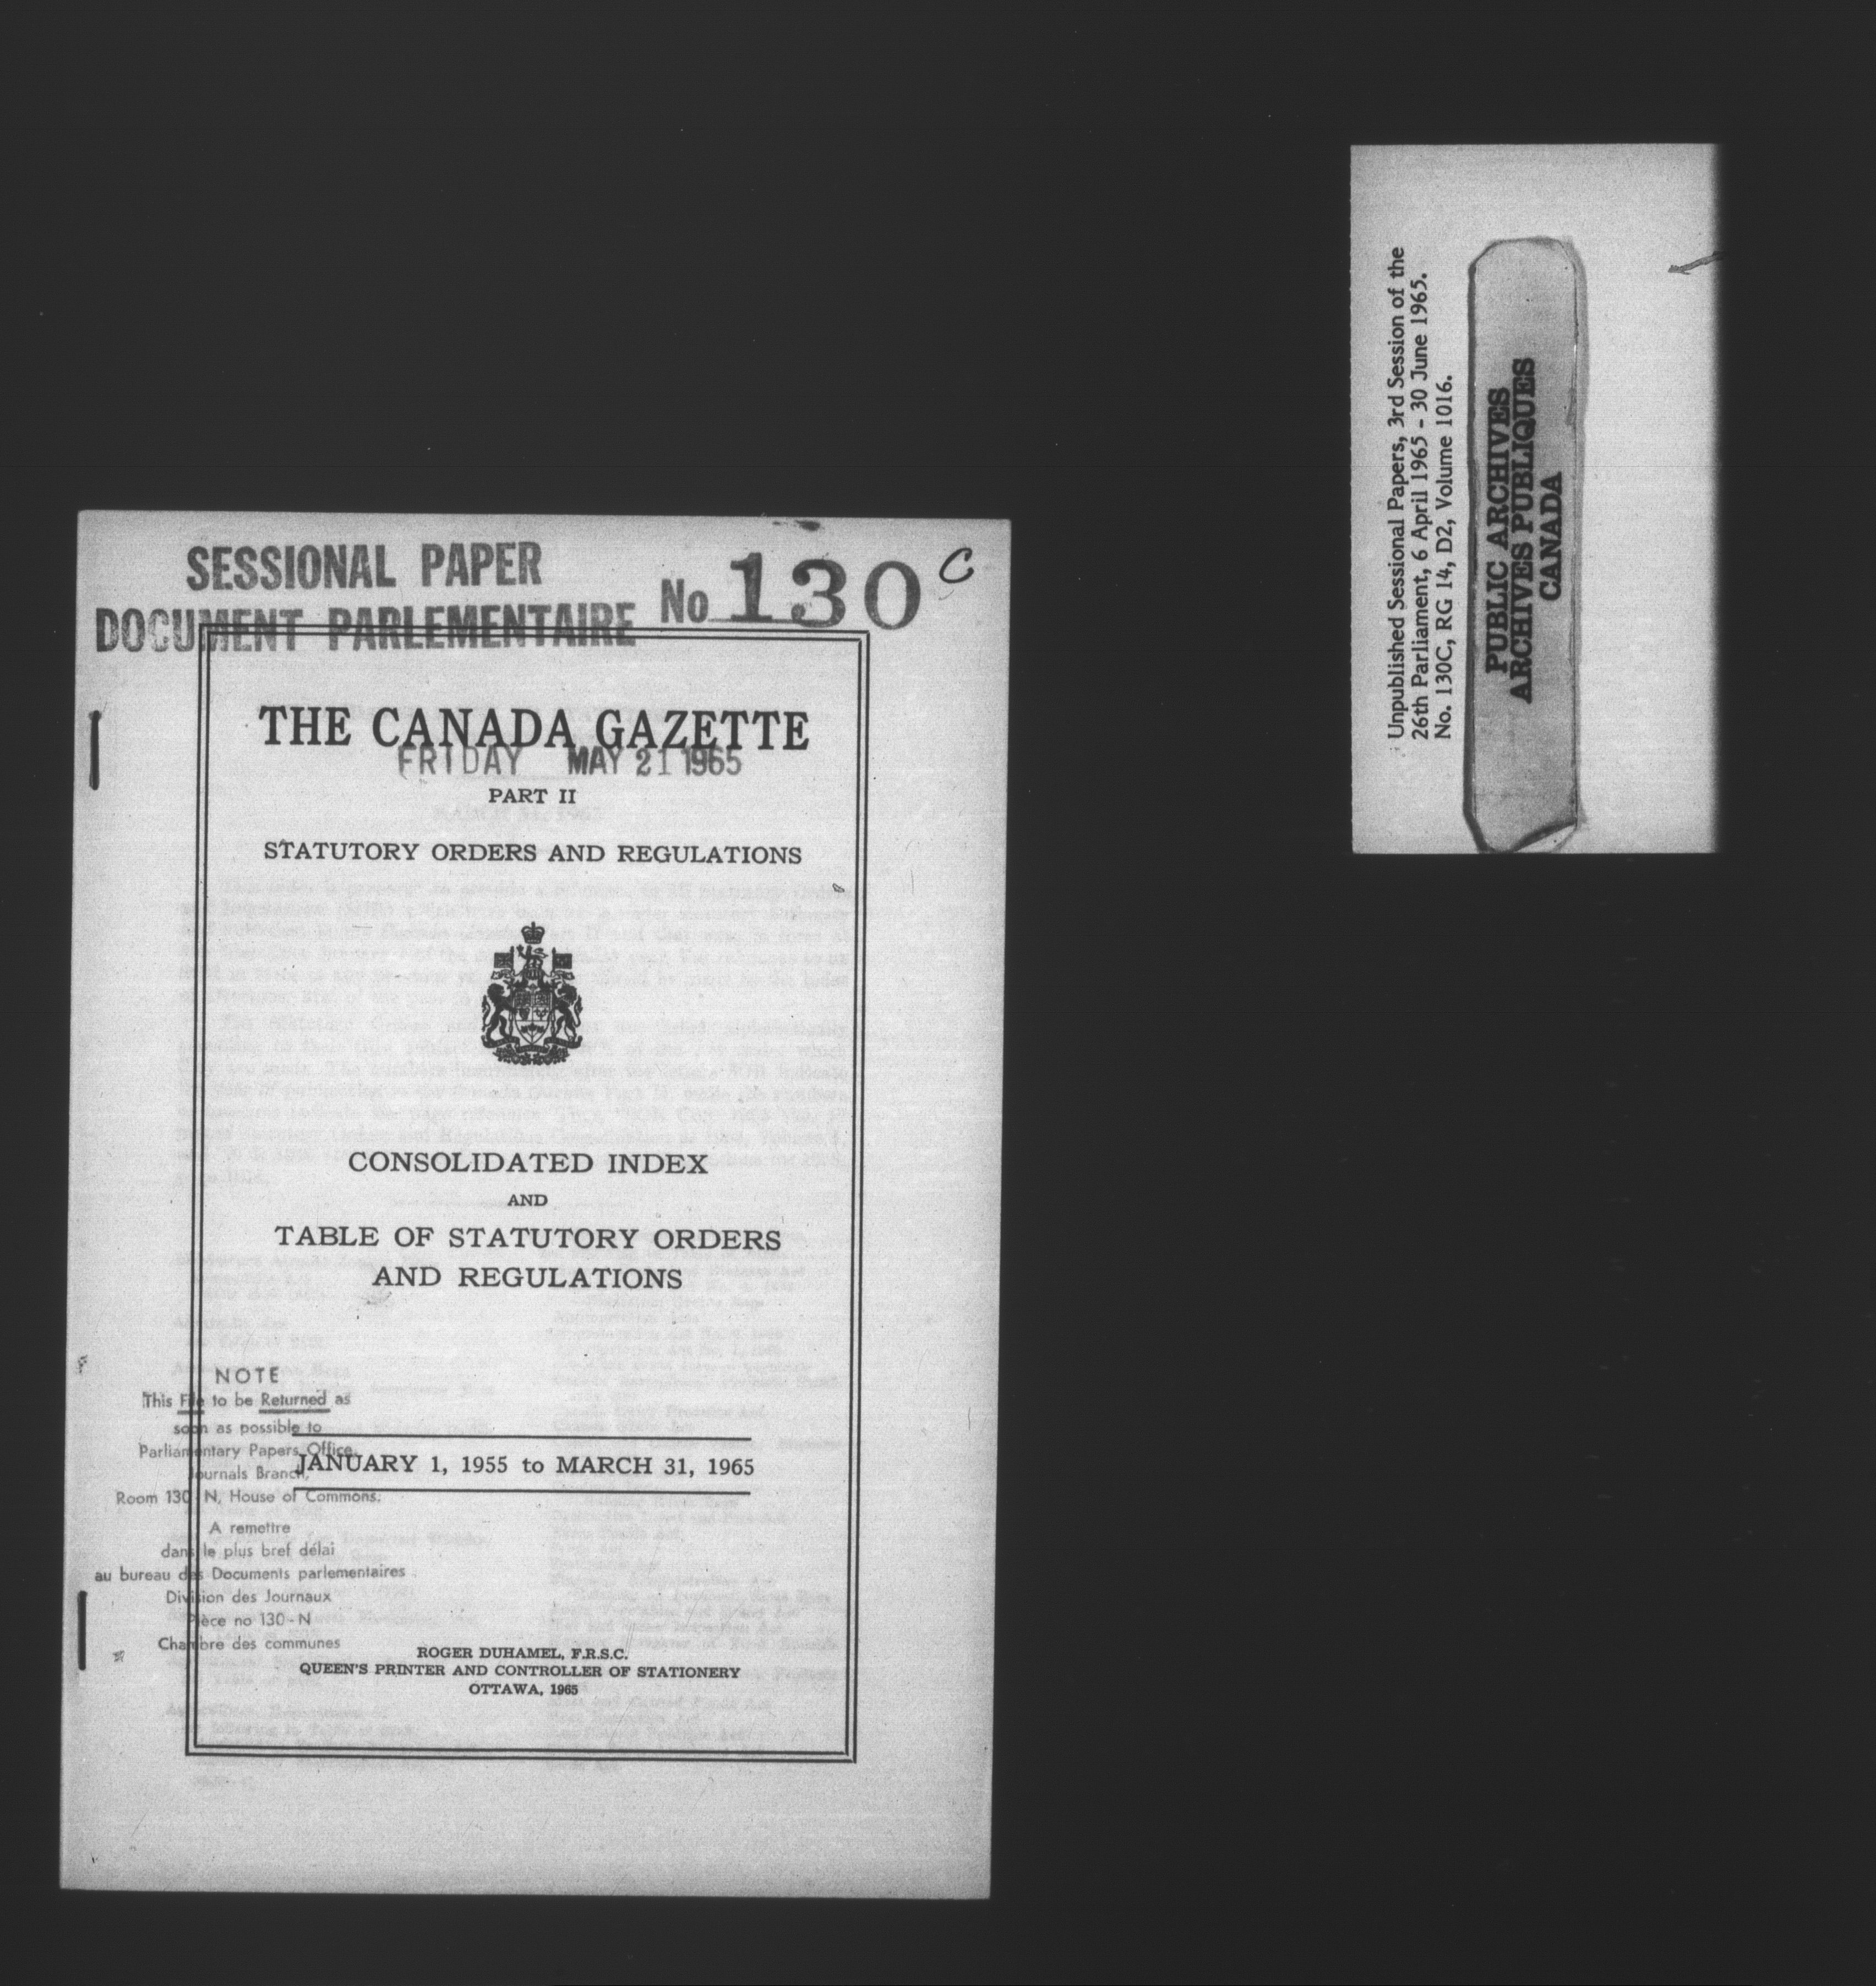 SESSIONAL PAPER
DOCUMENT PARLEMENTAIRE No 130 C
THE CANADA GAZETTE
FRIDAY MAY 21 1965
PART II
STATUTORY ORDERS AND REGULATIONS
CONSOLIDATED INDEX
AND
TABLE OF STATUTORY ORDERS
AND REGULATIONS
NOTE
This File to be Returned as
soon as possible to
Parliamentary Papers Office,
Journals Branch,
Room 130-N, House of Commons.
A remettre
dans le plus bref délai
au bureau des Documents parlementaires
Division des Journaux
Pièce no 130-N
Chambre des communes
JANUARY 1, 1955 to MARCH 31, 1965
ROGER DUHAMEL, F.R.S.C.
QUEEN'S PRINTER AND CONTROLLER OF STATIONERY
OTTAWA, 1965
Unpublished Sessional Papers, 3rd Session of the
26th Parliament, 6 April 1965 - 30 June 1965.
No. 130C, RG 14, D2, Volume 1016.
PUBLIC ARCHIVES
ARCHIVES PUBLIQUES
CANADA